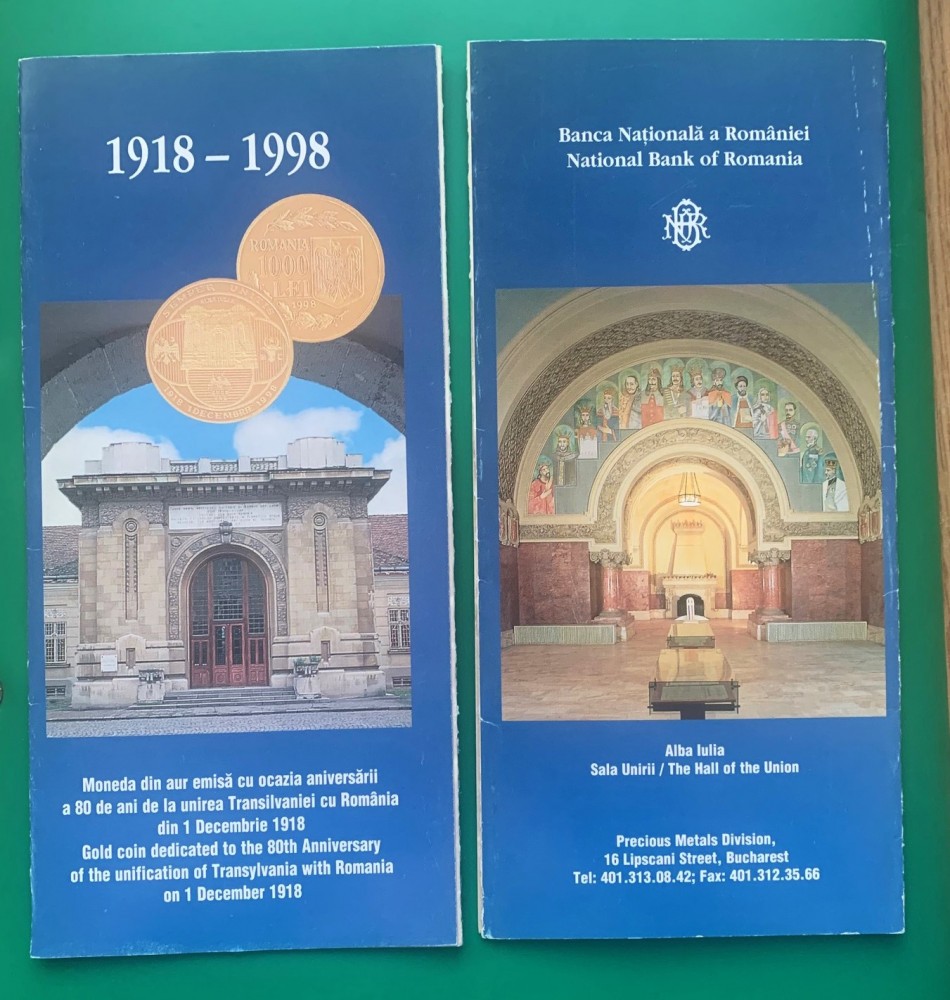 1918 – 1998
ROMANIA
1000
LEI
1998
1918 1 DECEMBRIE 1998
Moneda din aur emisă cu ocazia aniversării
a 80 de ani de la unirea Transilvaniei cu România
din 1 Decembrie 1918
Gold coin dedicated to the 80th Anniversary
of the unification of Transylvania with Romania
on 1 December 1918
Banca Națională a României
National Bank of Romania
BNR
Alba Iulia
Sala Unirii / The Hall of the Union
Precious Metals Division,
16 Lipscani Street, Bucharest
Tel: 401.313.08.42; Fax: 401.312.35.66